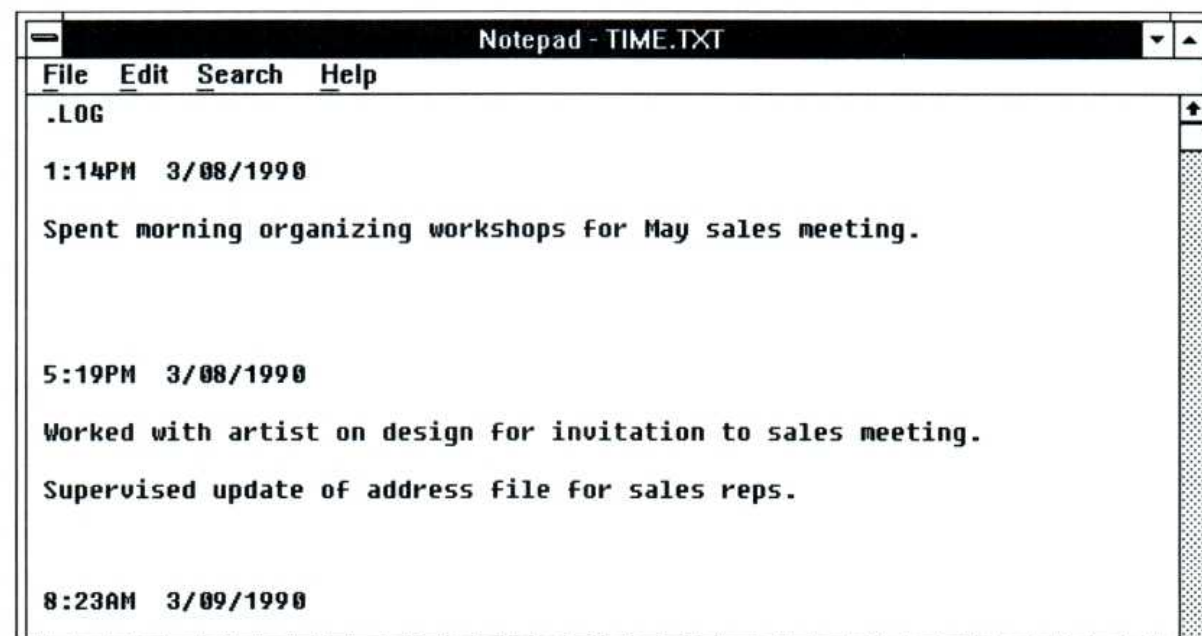 Notepad - TIME.TXT
File Edit Search Help
.LOG
1:14PM 3/08/1990
Spent morning organizing workshops for May sales meeting.
5:19PM 3/08/1990
Worked with artist on design for invitation to sales meeting.
Supervised update of address file for sales reps.
8:23AM 3/09/1990